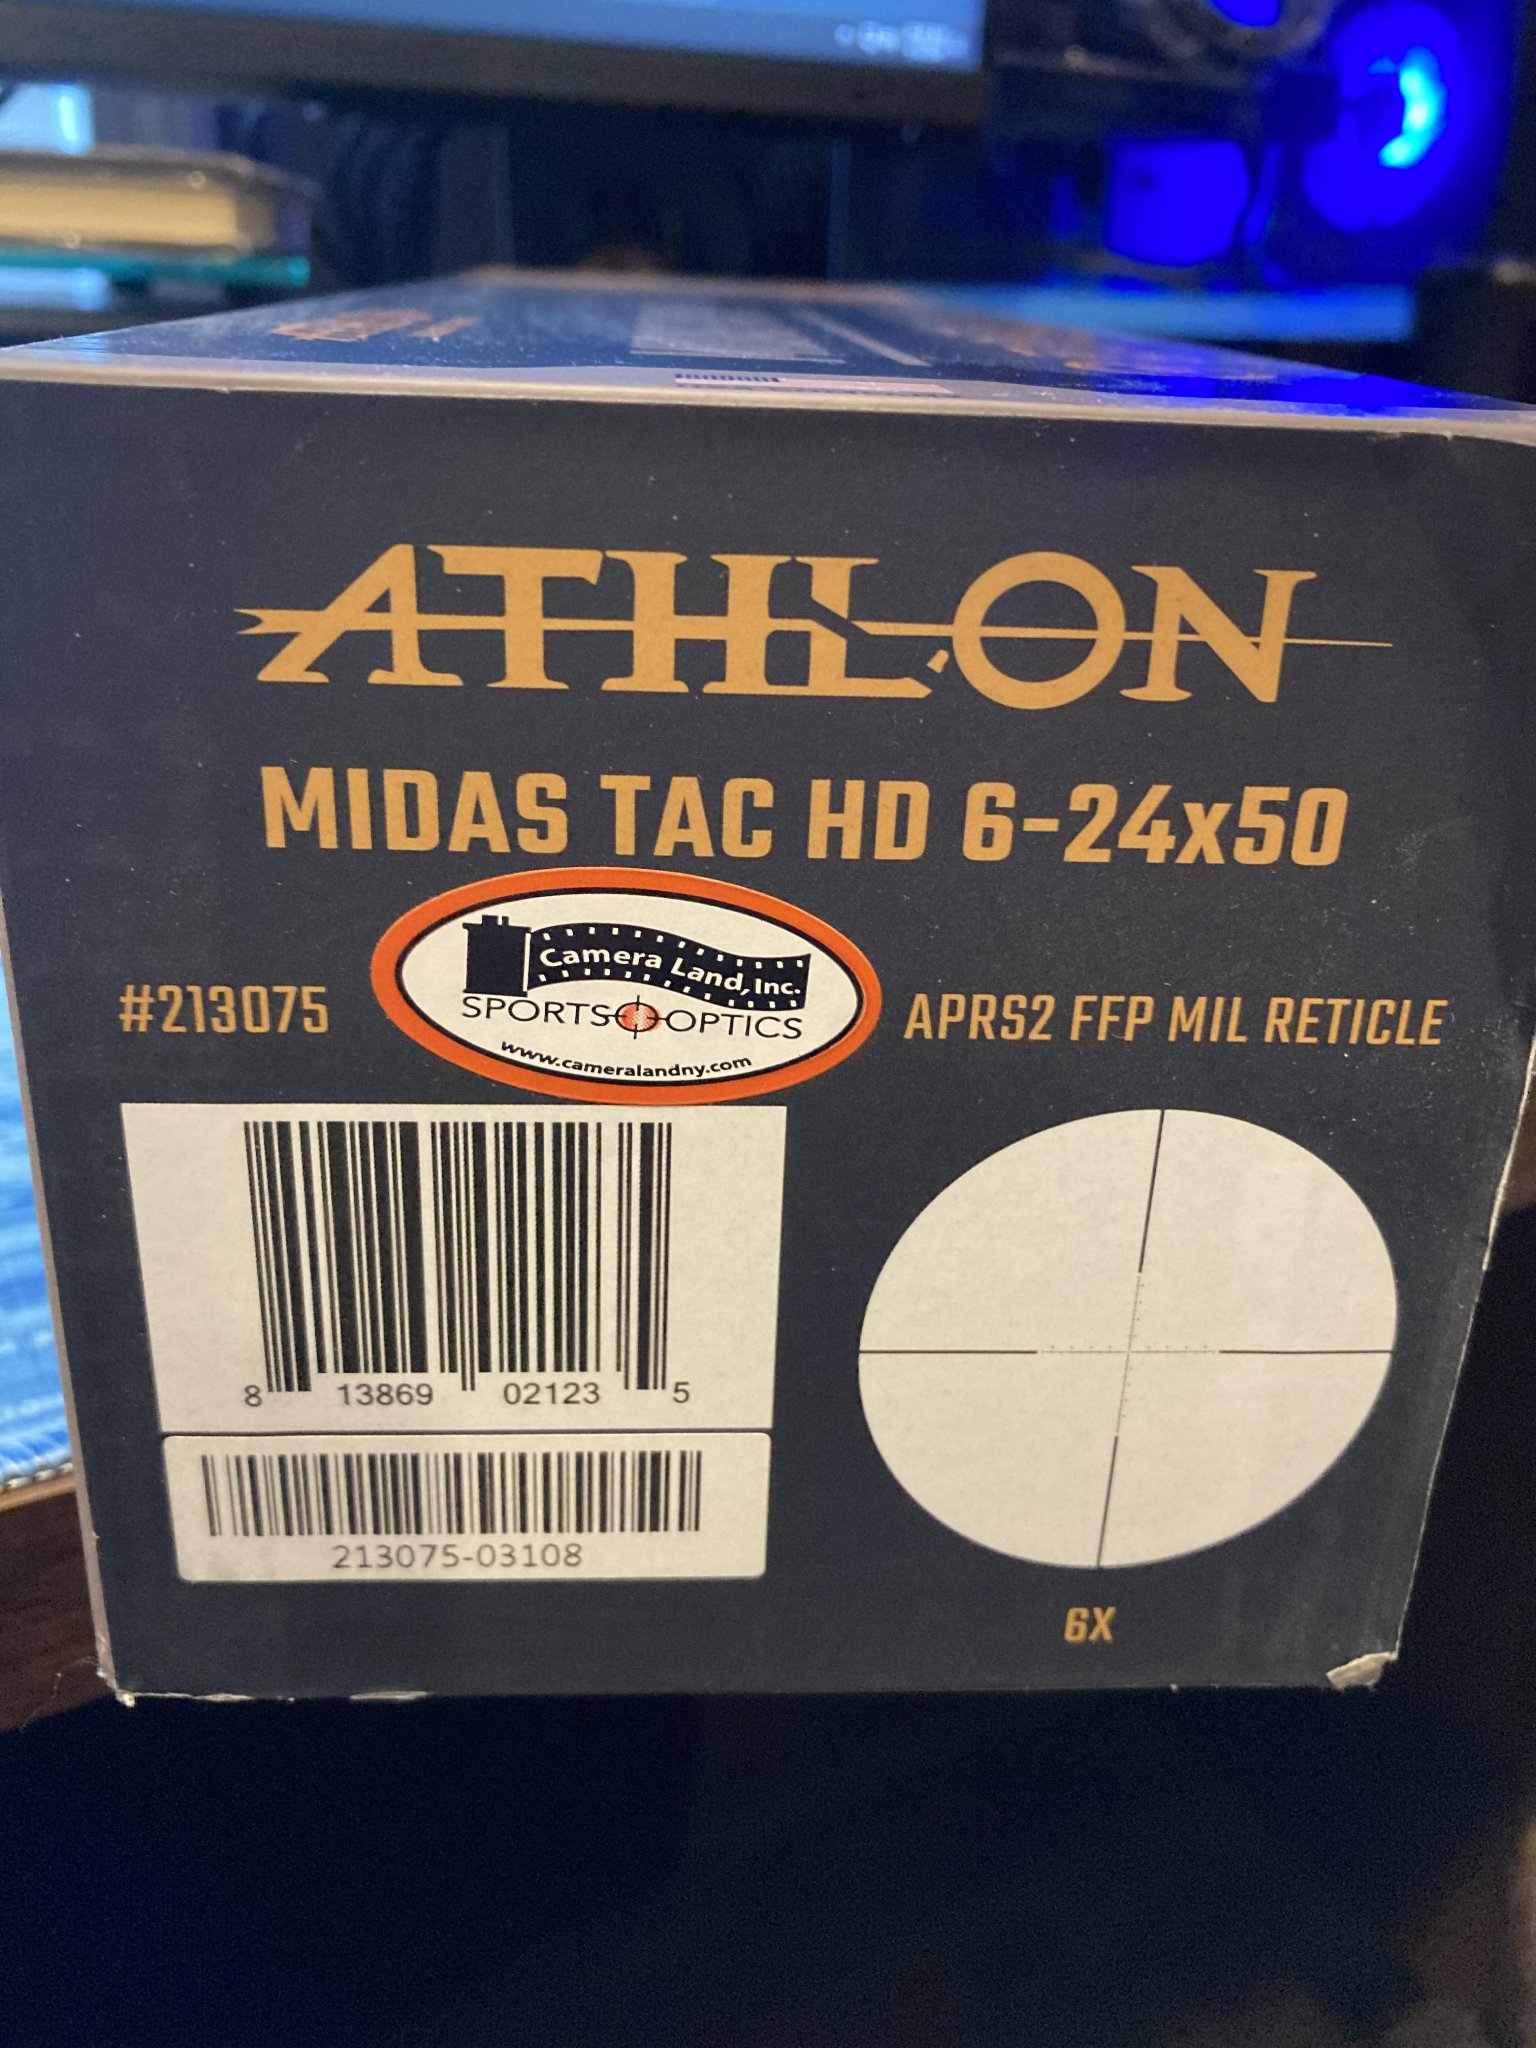 ATHLON
MIDAS TAC HD 6-24x50
#213075
Camera Land, Inc.
SPORTS OPTICS
www.cameralandny.com
APRS2 FFP MIL RETICLE
8 13869 02123 5
213075-03108
6X